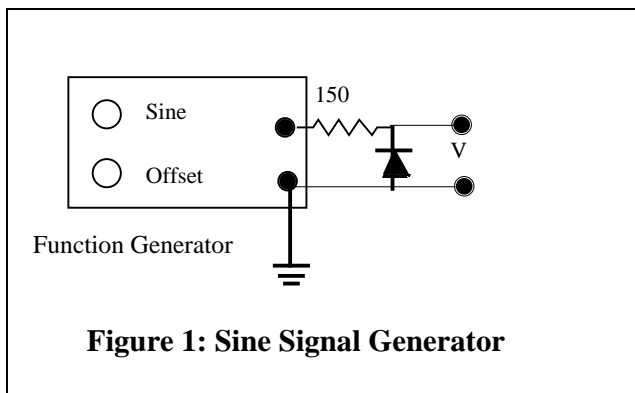 150
Sine
V
Offset
Function Generator
Figure 1: Sine Signal Generator